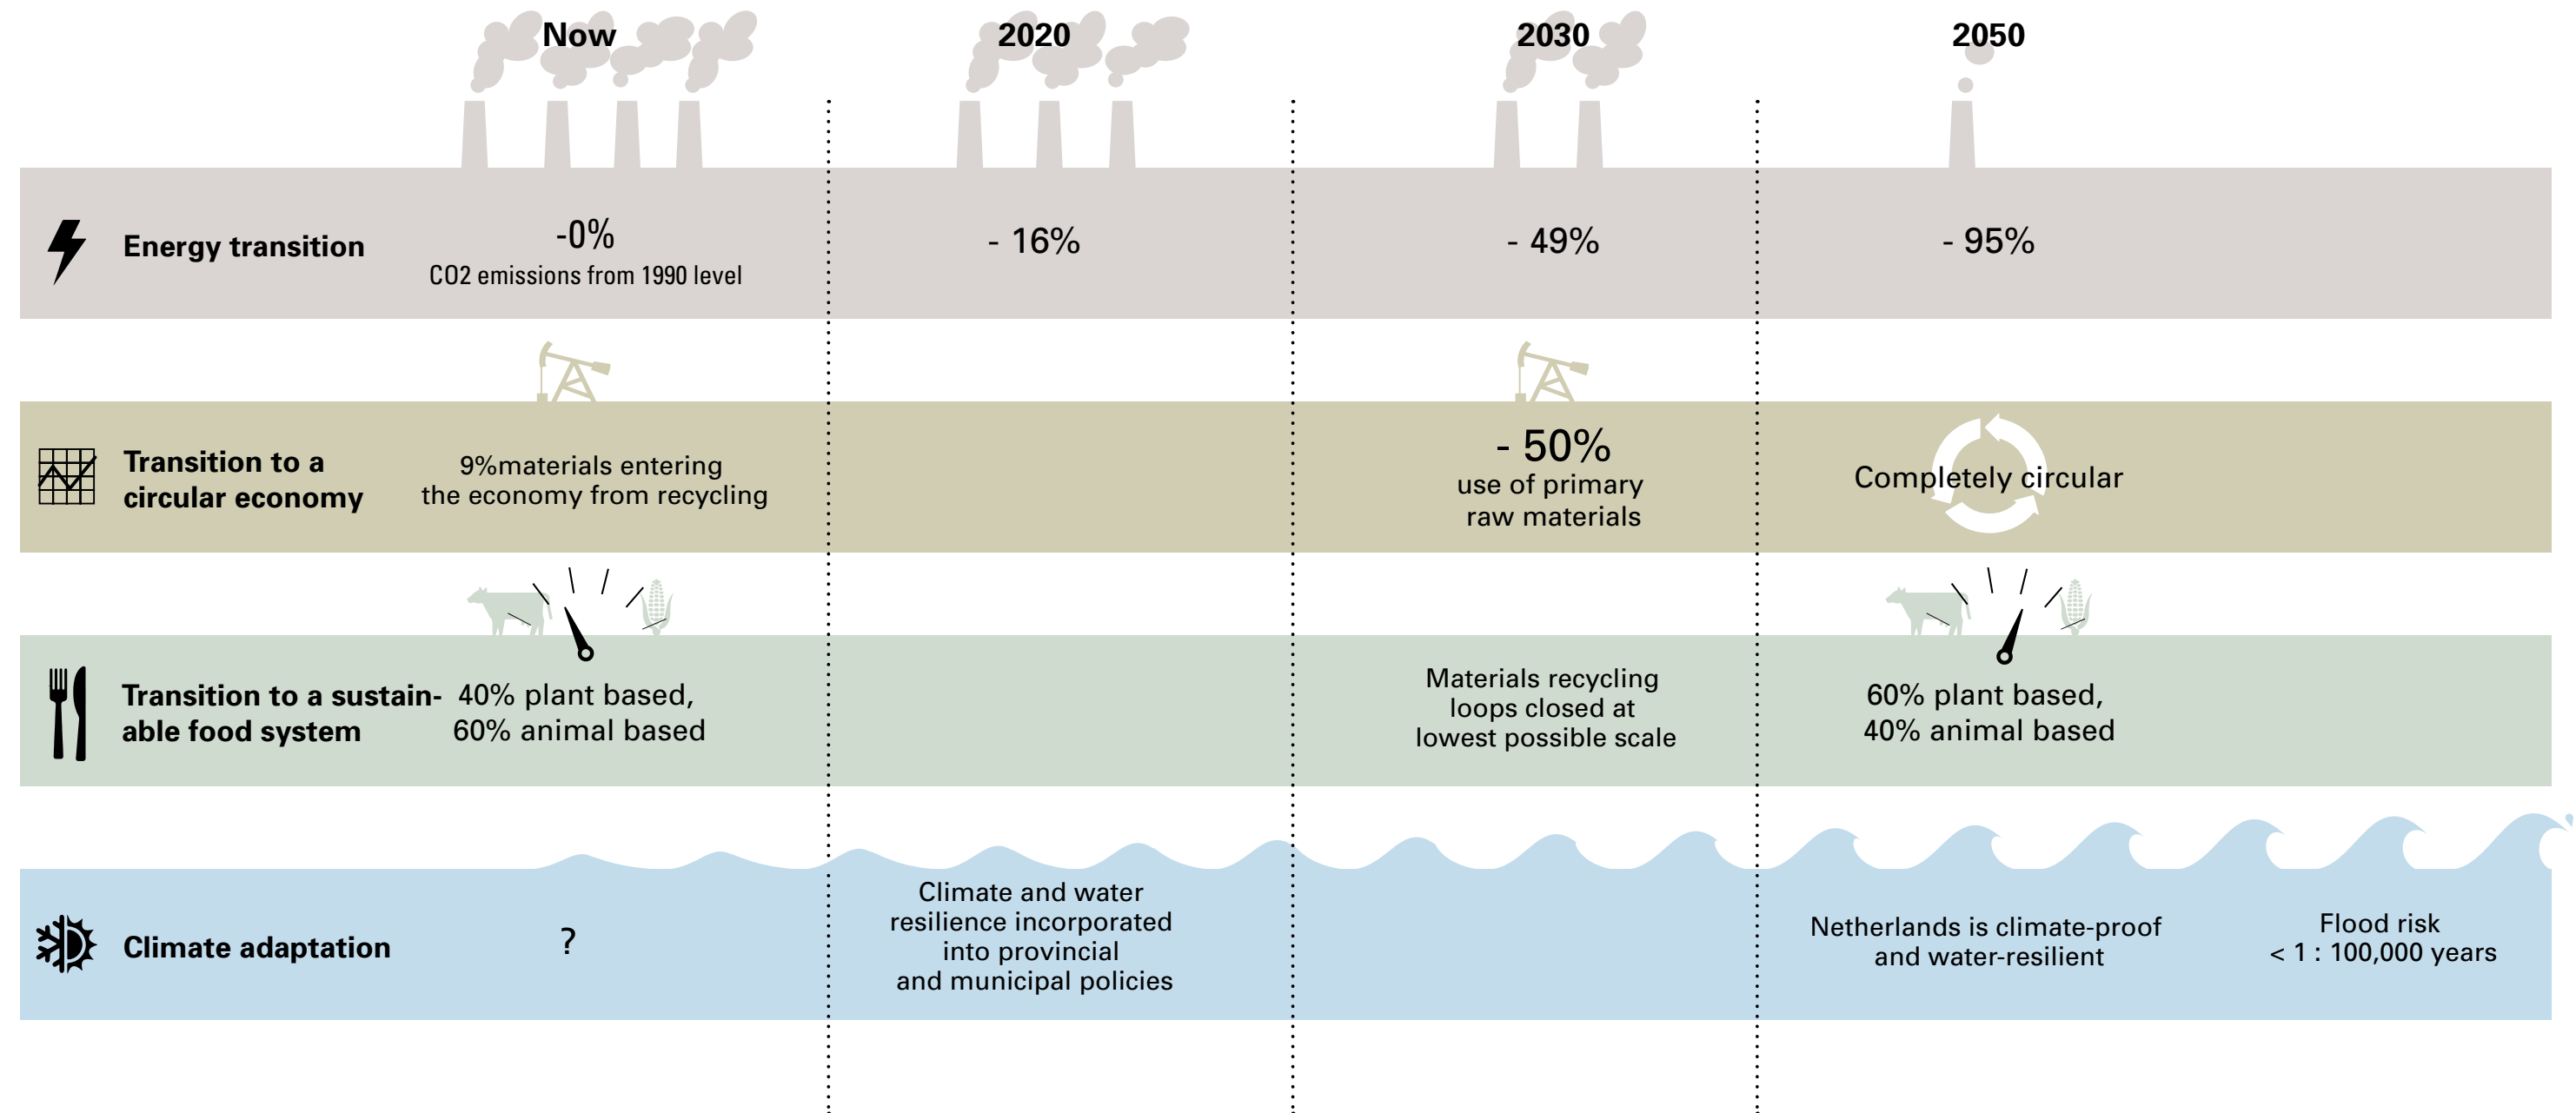 Now
2020
2030
2050
Energy transition
-0%
CO2 emissions from 1990 level
- 16%
- 49%
- 95%
Transition to a
circular economy
9%materials entering
the economy from recycling
- 50%
use of primary
raw materials
Completely circular
Transition to a sustain-
able food system
40% plant based,
60% animal based
Materials recycling
loops closed at
lowest possible scale
60% plant based,
40% animal based
Climate adaptation
?
Climate and water
resilience incorporated
into provincial
and municipal policies
Netherlands is climate-proof
and water-resilient
Flood risk
< 1 : 100,000 years